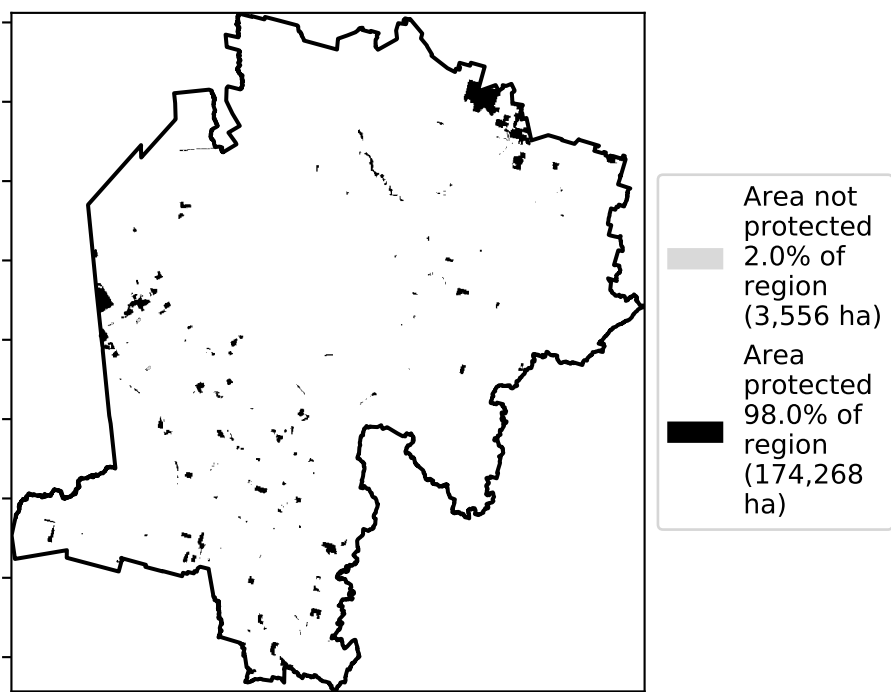 Area not
protected
2.0% of
region
(3,556 ha)
Area
protected
98.0% of
region
(174,268
ha)